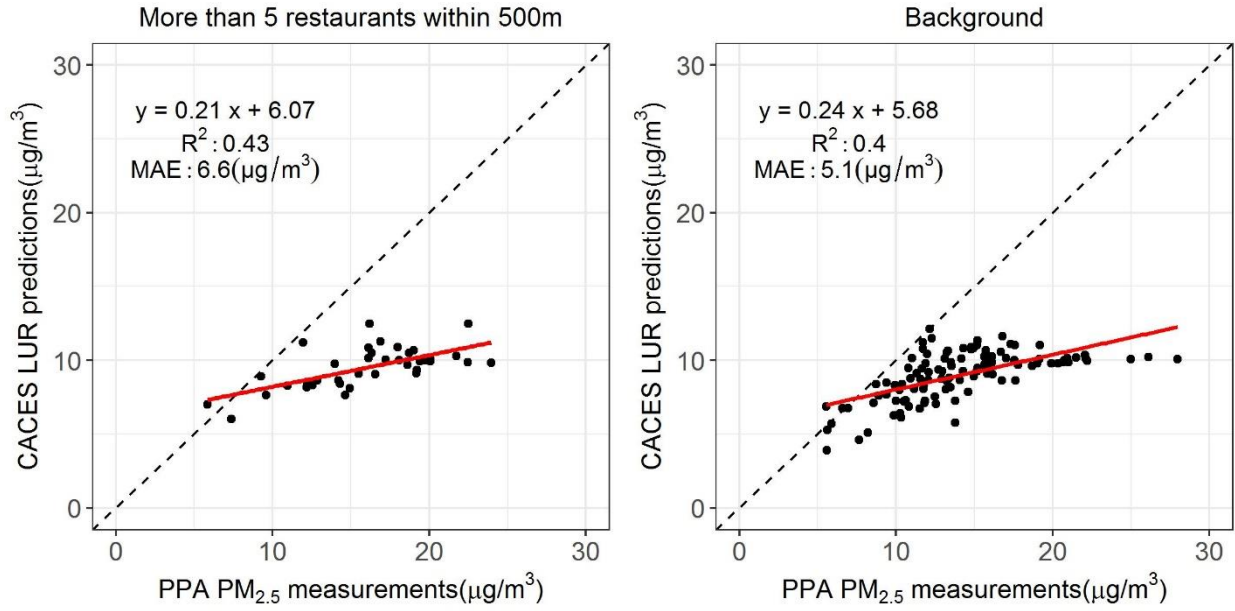 More than 5 restaurants within 500m
CACES LUR predictions(μg/m³)
30
20
10
0
y = 0.21 x + 6.07
R²: 0.43
MAE: 6.6(μg/m³)
0 10 20 30
PPA PM₂.₅ measurements(μg/m³)
Background
CACES LUR predictions(μg/m³)
30
20
10
0
y = 0.24 x + 5.68
R²: 0.4
MAE: 5.1(μg/m³)
0 10 20 30
PPA PM₂.₅ measurements(μg/m³)